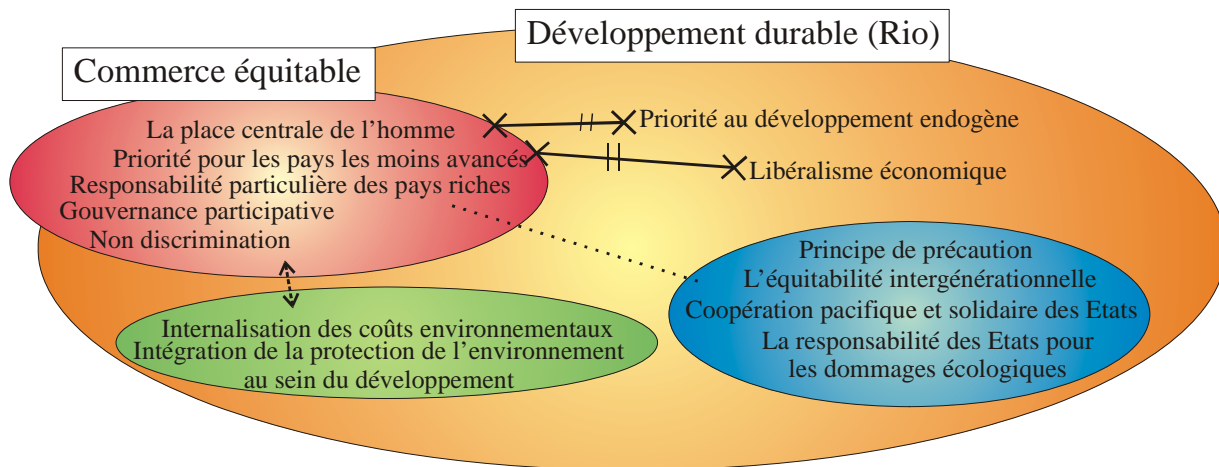 Développement durable (Rio)
Commerce équitable
La place centrale de l’homme
Priorité pour les pays les moins avancés
Responsabilité particulière des pays riches
Gouvernance participative
Non discrimination
Priorité au développement endogène
Libéralisme économique
Principe de précaution
L’équitabilité intergénérationnelle
Coopération pacifique et solidaire des Etats
La responsabilité des Etats pour
les dommages écologiques
Internalisation des coûts environnementaux
Intégration de la protection de l’environnement
au sein du développement